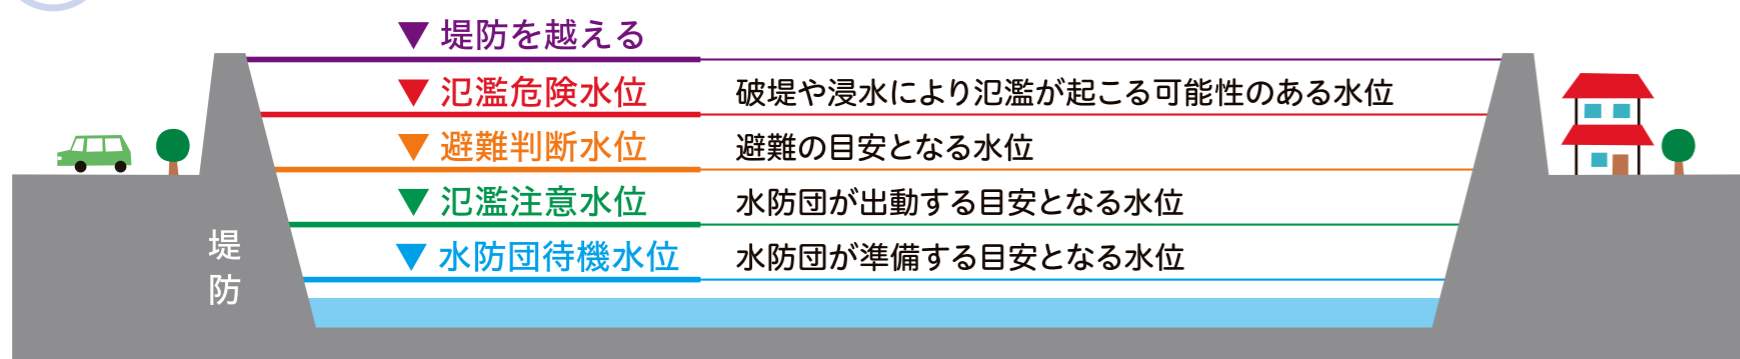 ▼ 堤防を越える
▼ 氾濫危険水位 破堤や浸水により氾濫が起こる可能性のある水位
▼ 避難判断水位 避難の目安となる水位
▼ 氾濫注意水位 水防団が出動する目安となる水位
▼ 水防団待機水位 水防団が準備する目安となる水位
堤防